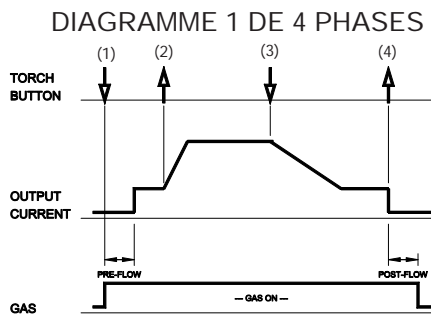 DIAGRAMME 1 DE 4 PHASES
(1) (2) (3) (4)
TORCH
BUTTON
OUTPUT
CURRENT
PRE-FLOW POST-FLOW
— GAS ON —
GAS